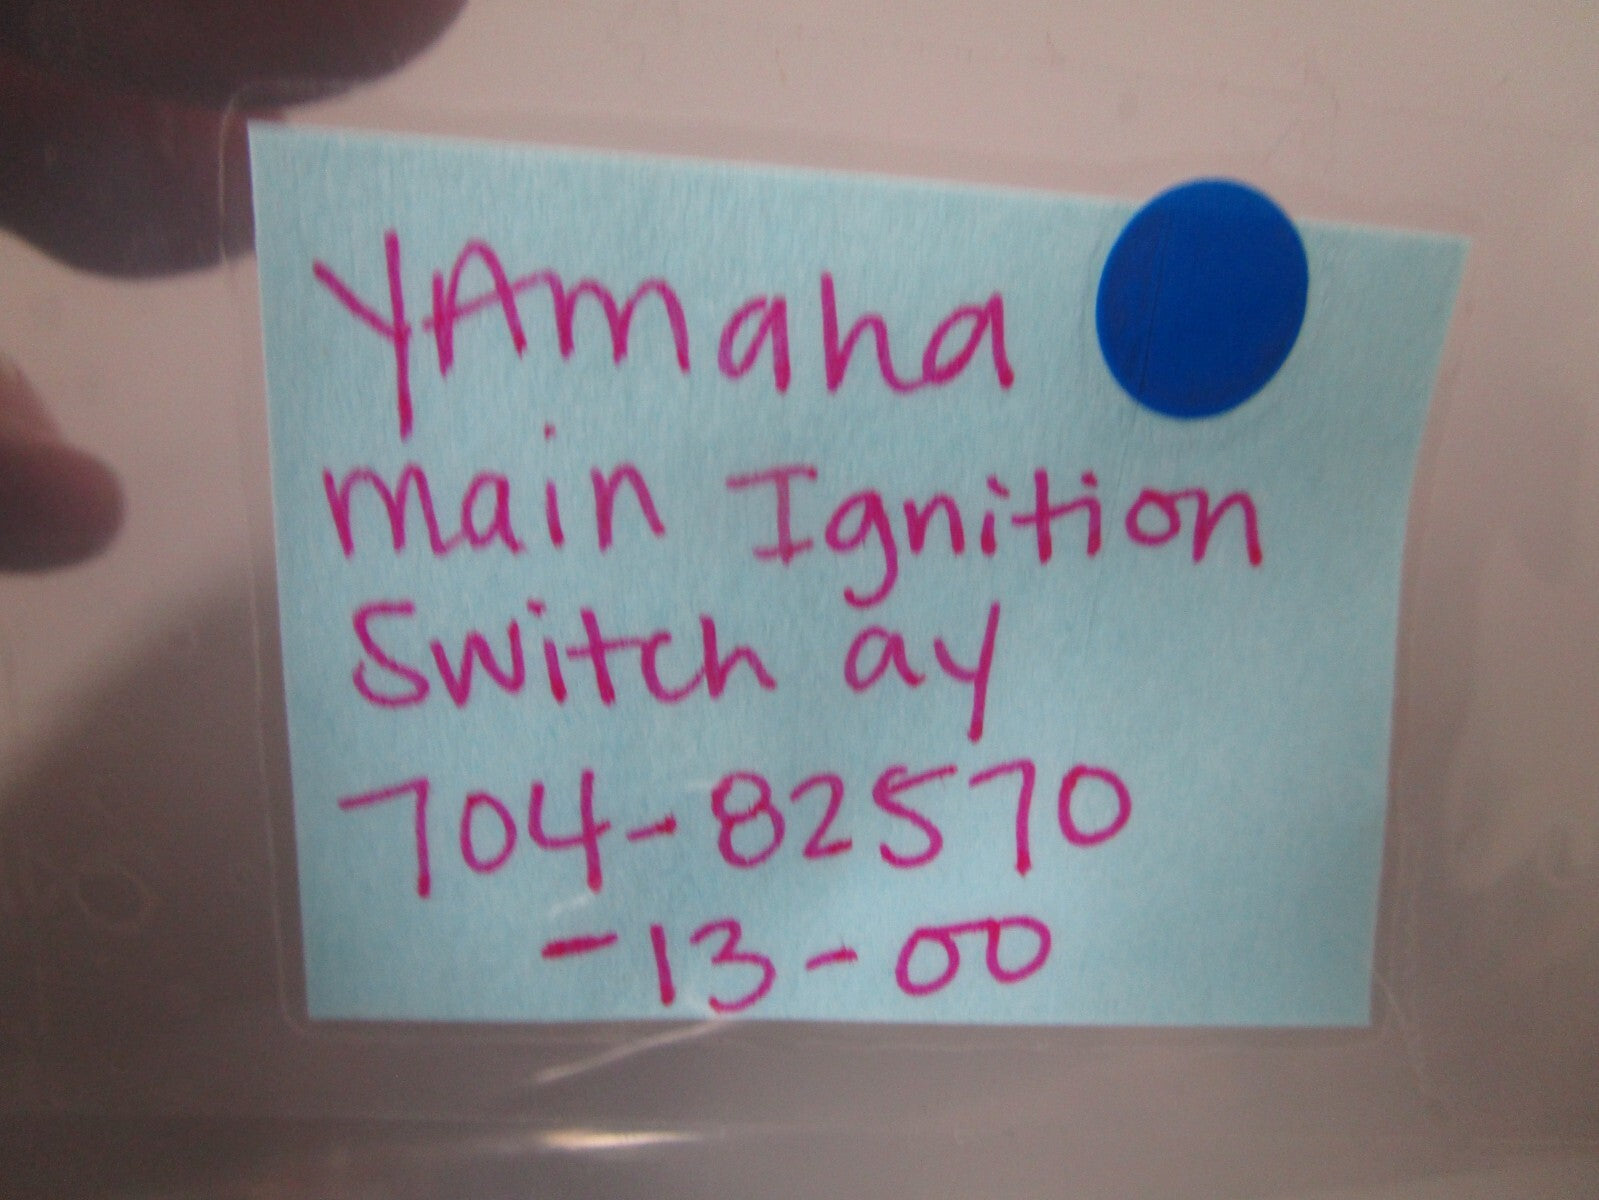 YAmaha
main Ignition
Switch ay
704-82570
-13-00